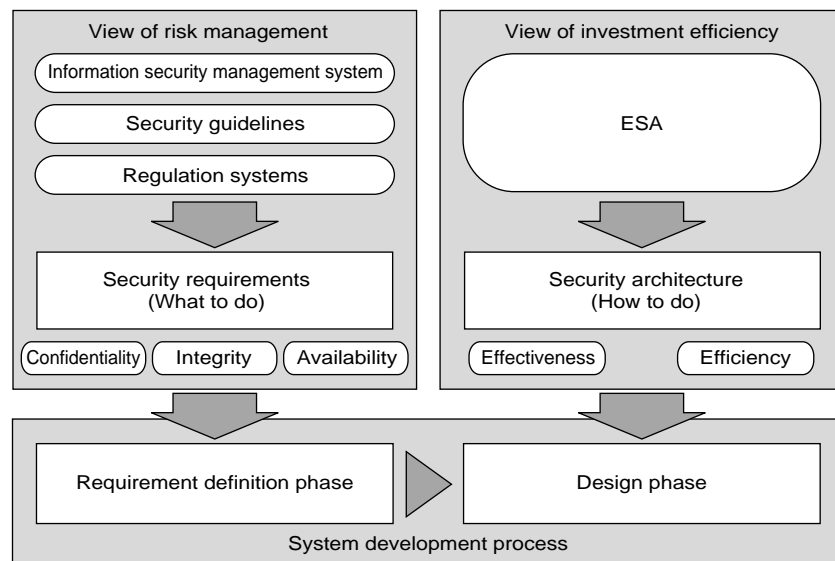 View of risk management
Information security management system
Security guidelines
Regulation systems
Security requirements
(What to do)
Confidentiality
Integrity
Availability
View of investment efficiency
ESA
Security architecture
(How to do)
Effectiveness
Efficiency
Requirement definition phase
Design phase
System development process